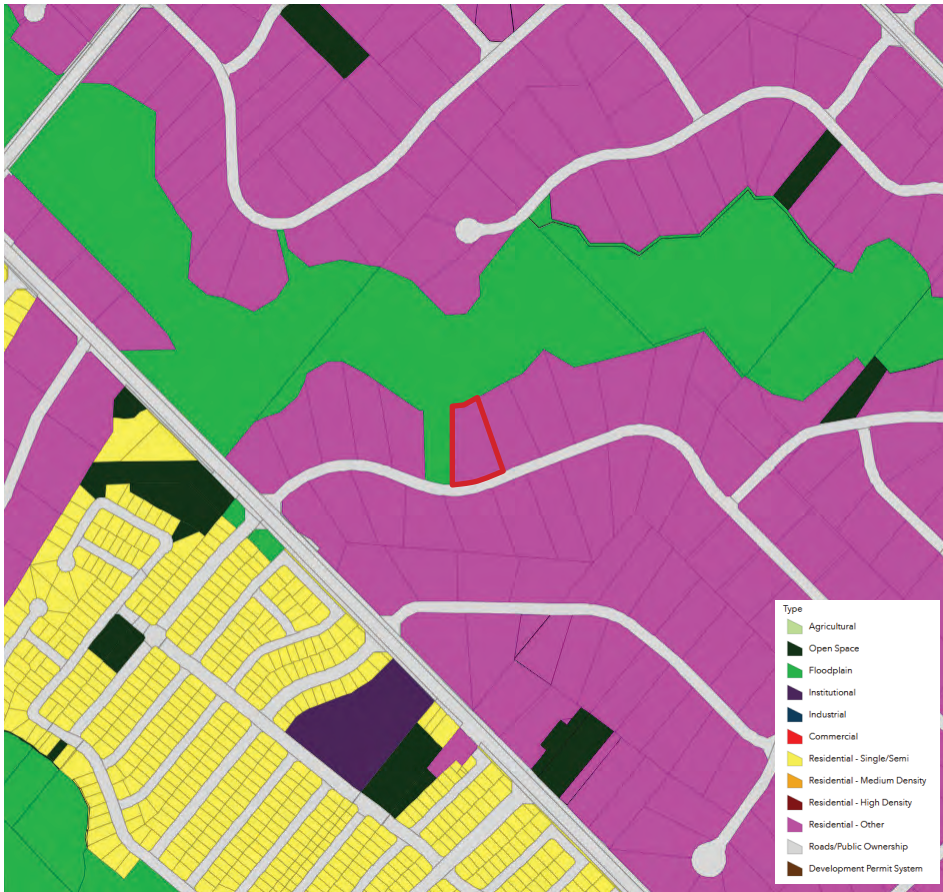 Type
Agricultural
Open Space
Floodplain
Institutional
Industrial
Commercial
Residential - Single/Semi
Residential - Medium Density
Residential - High Density
Residential - Other
Roads/Public Ownership
Development Permit System